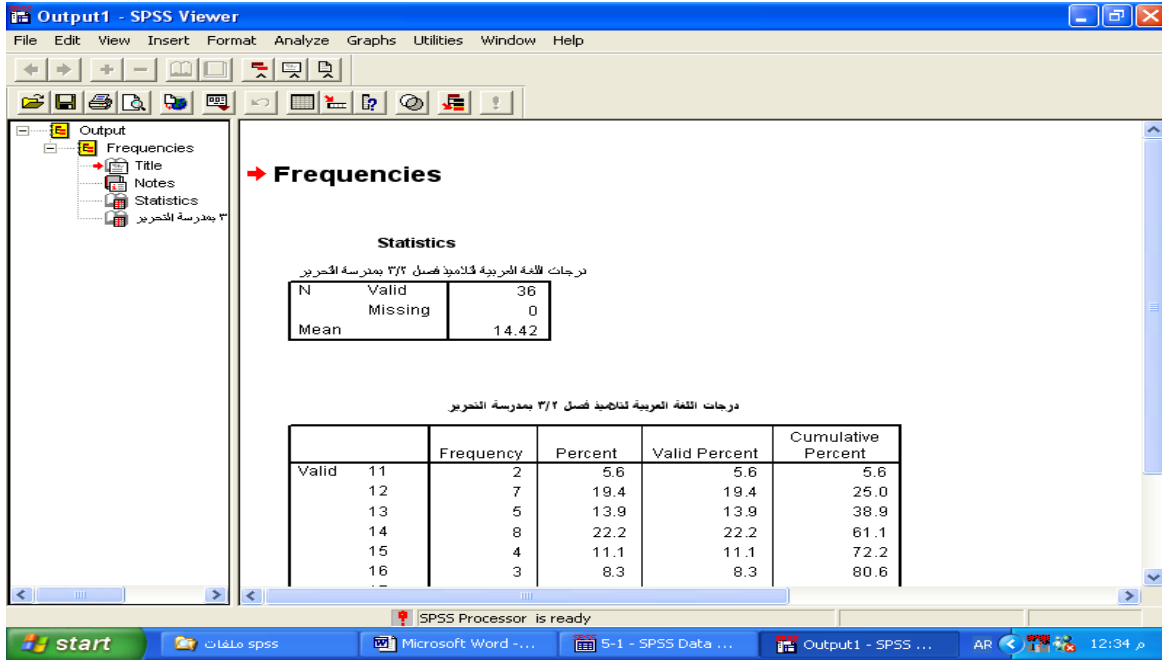 Output1 - SPSS Viewer
File Edit View Insert Format Analyze Graphs Utilities Window Help
Output
Frequencies
Title
Notes
Statistics
٣ بمدرسة التحرير
Frequencies
Statistics
درجات اللغة العربية لتلاميذ فصل ٣/٢ بمدرسة التحرير
N Valid 36
Missing 0
Mean 14.42
درجات اللغة العربية لتلاميذ فصل ٣/٢ بمدرسة التحرير
Frequency Percent Valid Percent Cumulative Percent
Valid 11 2 5.6 5.6 5.6
12 7 19.4 19.4 25.0
13 5 13.9 13.9 38.9
14 8 22.2 22.2 61.1
15 4 11.1 11.1 72.2
16 3 8.3 8.3 80.6
SPSS Processor is ready
start
ملفات spss
Microsoft Word -...
5-1 - SPSS Data ...
Output1 - SPSS ...
AR
12:34 م